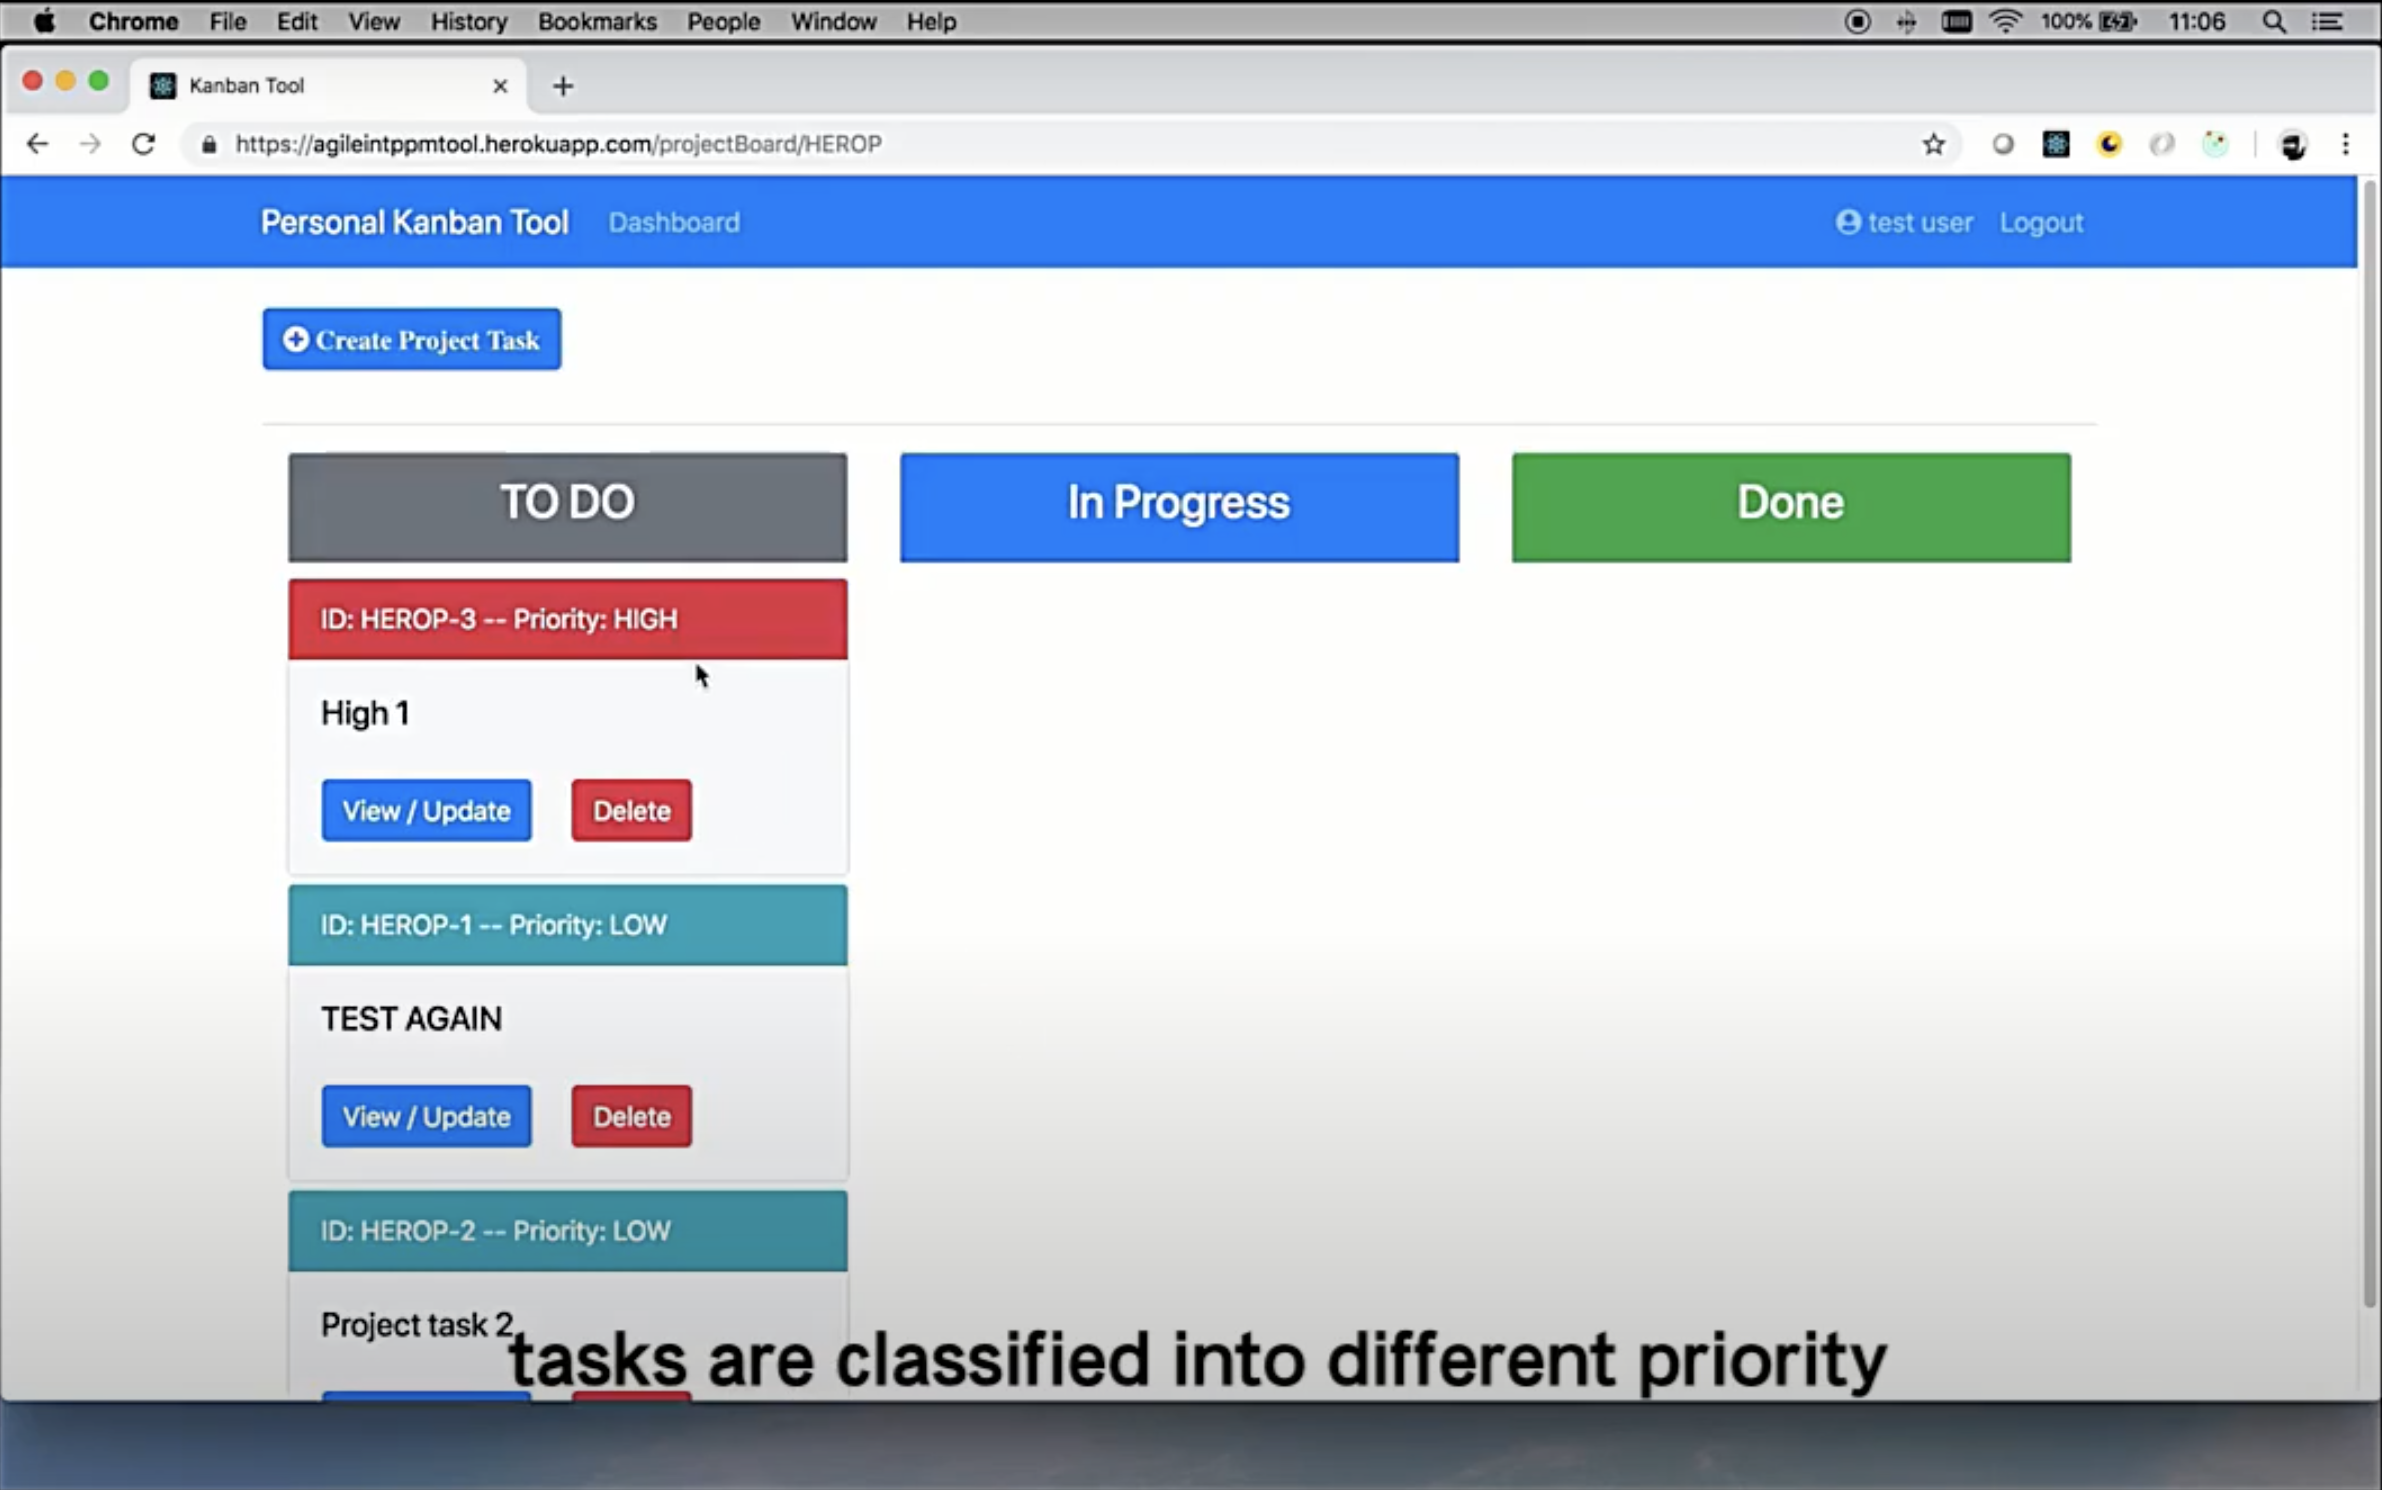 Chrome File Edit View History Bookmarks People Window Help 100% 11:06
Kanban Tool
https://agileintppmtool.herokuapp.com/projectBoard/HEROP
Personal Kanban Tool Dashboard test user Logout
Create Project Task
TO DO In Progress Done
ID: HEROP-3 -- Priority: HIGH
High 1
View / Update Delete
ID: HEROP-1 -- Priority: LOW
TEST AGAIN
View / Update Delete
ID: HEROP-2 -- Priority: LOW
Project task 2
tasks are classified into different priority